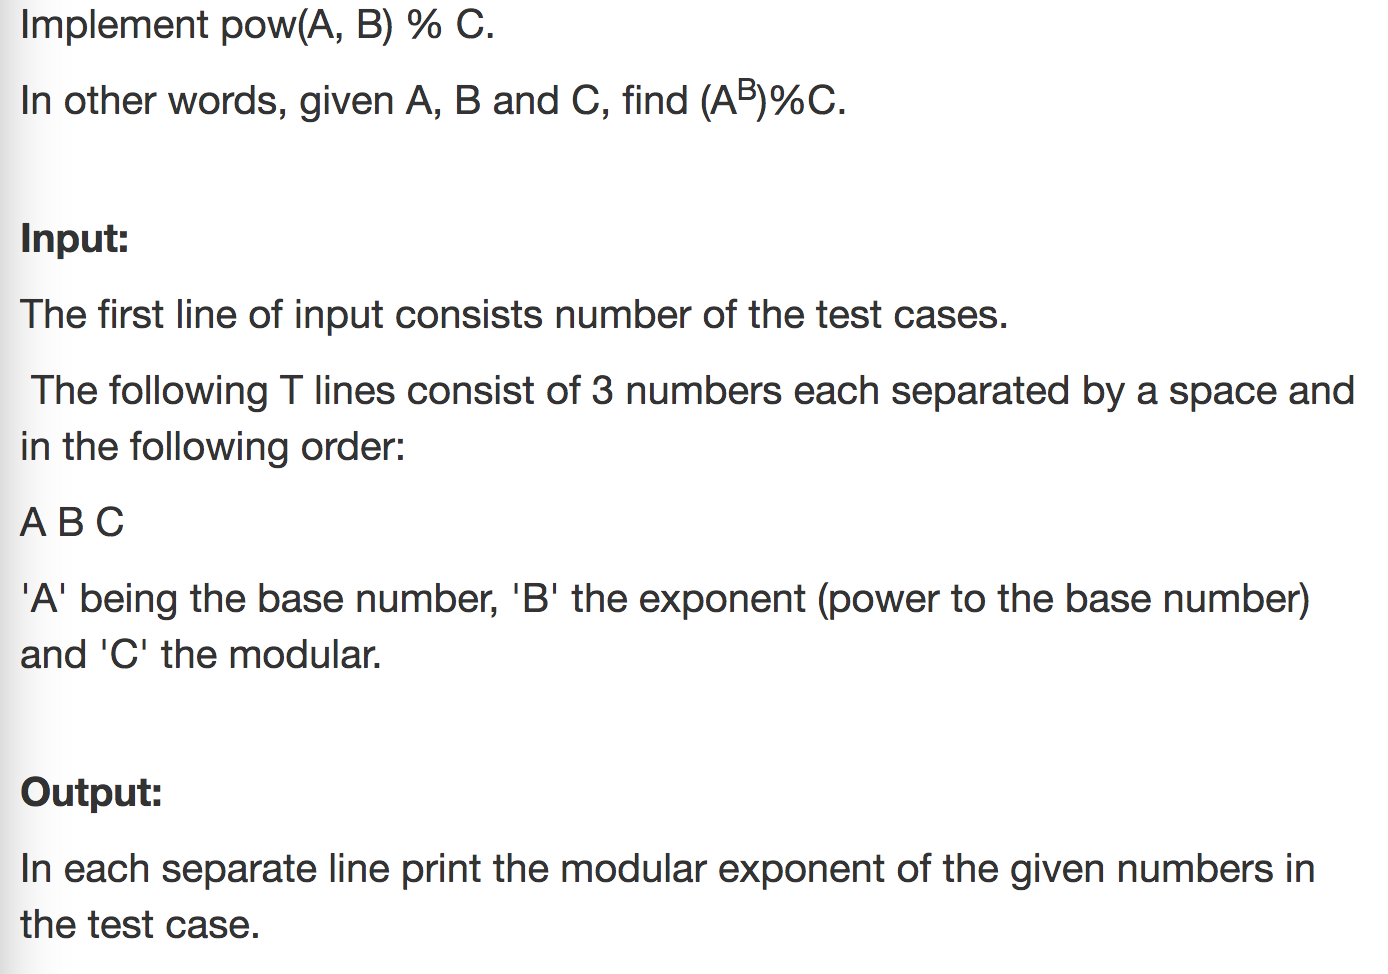 Implement pow(A, B) % C.
In other words, given A, B and C, find (A^B)%C.
Input:
The first line of input consists number of the test cases.
The following T lines consist of 3 numbers each separated by a space and
in the following order:
A B C
'A' being the base number, 'B' the exponent (power to the base number)
and 'C' the modular.
Output:
In each separate line print the modular exponent of the given numbers in
the test case.